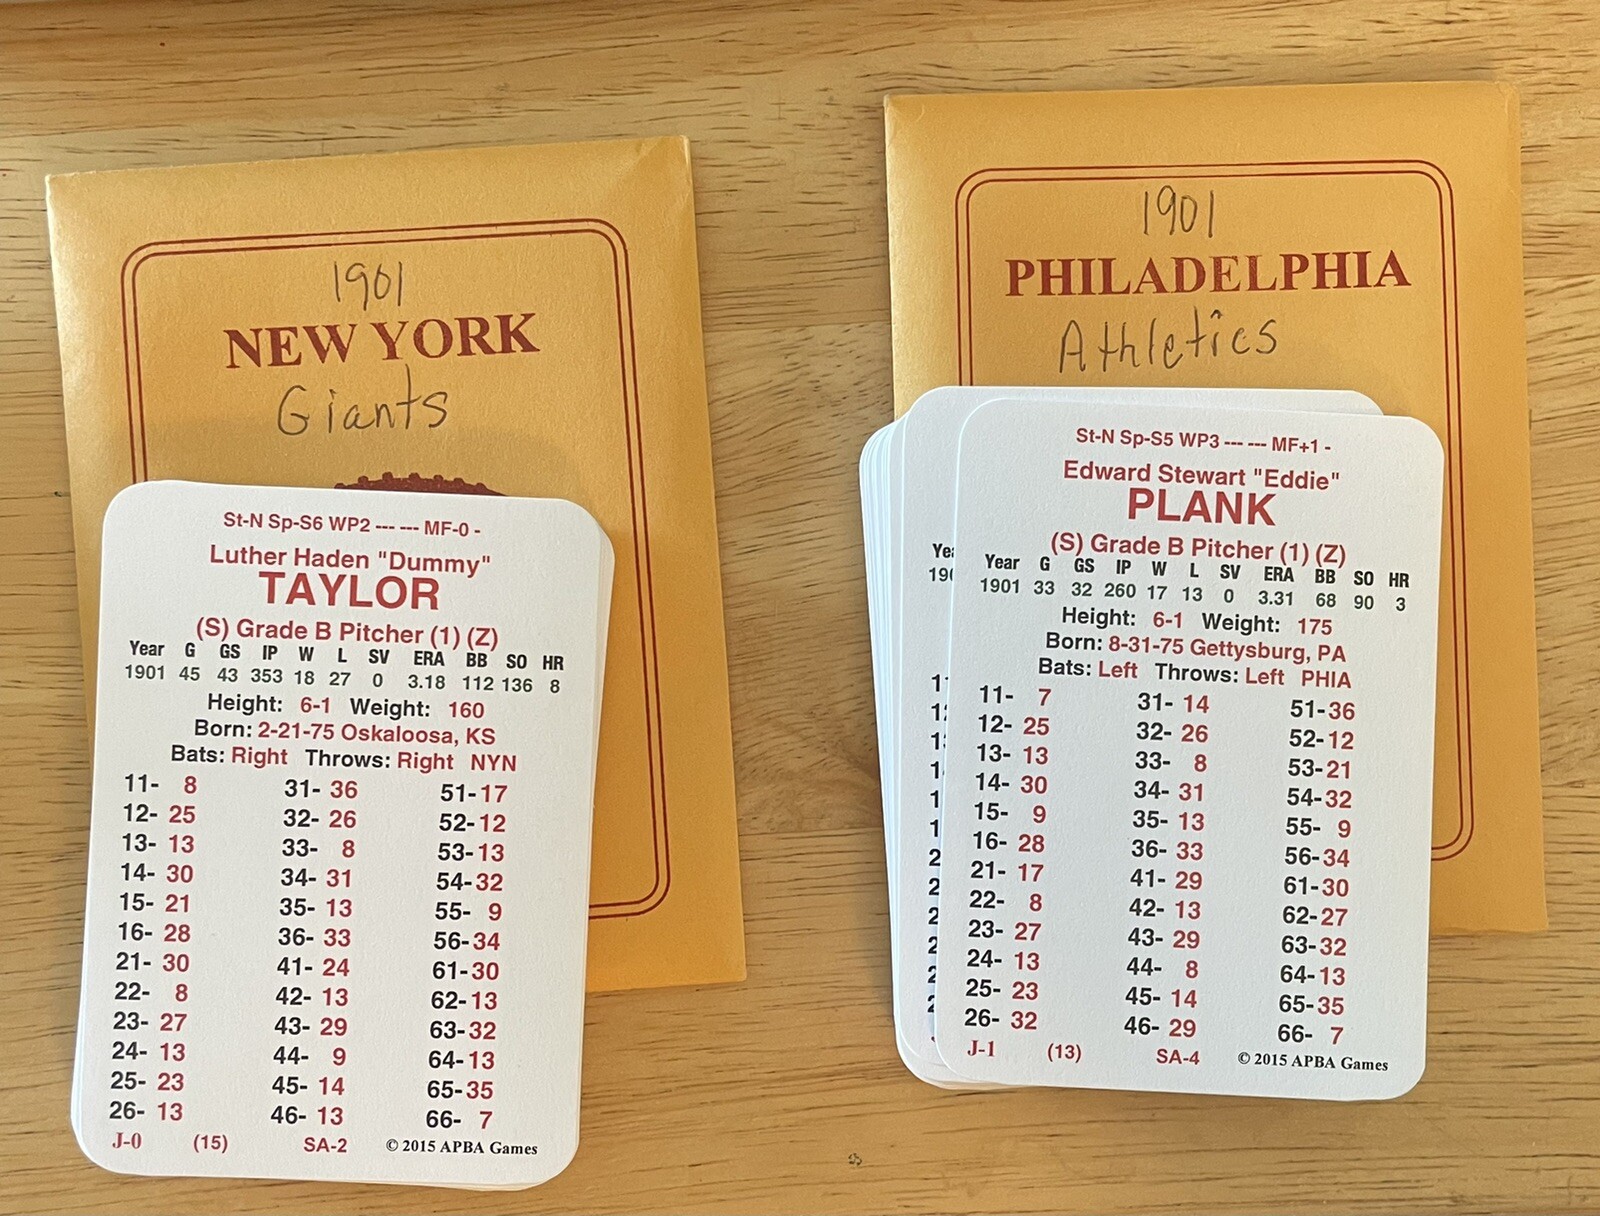 1901
NEW YORK
Giants
St-N Sp-S6 WP2 --- --- MF-0 -
Luther Haden "Dummy"
TAYLOR
(S) Grade B Pitcher (1) (Z)
Year G GS IP W L SV ERA BB SO HR
1901 45 43 353 18 27 0 3.18 112 136 8
Height: 6-1 Weight: 160
Born: 2-21-75 Oskaloosa, KS
Bats: Right Throws: Right NYN
11- 8 31- 36 51-17
12- 25 32- 26 52-12
13- 13 33- 8 53-13
14- 30 34- 31 54-32
15- 21 35- 13 55- 9
16- 28 36- 33 56-34
21- 30 41- 24 61-30
22- 8 42- 13 62-13
23- 27 43- 29 63-32
24- 13 44- 9 64-13
25- 23 45- 14 65-35
26- 13 46- 13 66- 7
J-0 (15) SA-2 © 2015 APBA Games
1901
PHILADELPHIA
Athletics
St-N Sp-S5 WP3 --- --- MF+1 -
Edward Stewart "Eddie"
PLANK
(S) Grade B Pitcher (1) (Z)
Year G GS IP W L SV ERA BB SO HR
1901 33 32 260 17 13 0 3.31 68 90 3
Height: 6-1 Weight: 175
Born: 8-31-75 Gettysburg, PA
Bats: Left Throws: Left PHIA
11- 7 31- 14 51-36
12- 25 32- 26 52-12
13- 13 33- 8 53-21
14- 30 34- 31 54-32
15- 9 35- 13 55- 9
16- 28 36- 33 56-34
21- 17 41- 29 61-30
22- 8 42- 13 62-27
23- 27 43- 29 63-32
24- 13 44- 8 64-13
25- 23 45- 14 65-35
26- 32 46- 29 66- 7
J-1 (13) SA-4 © 2015 APBA Games